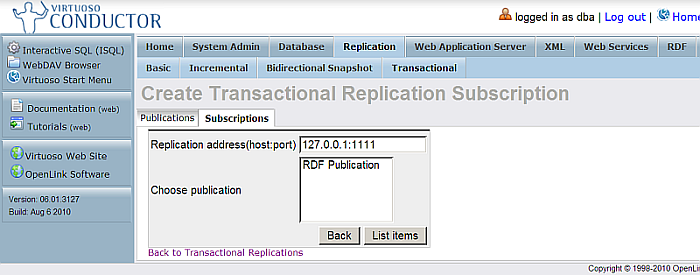 VIRTUOSO
CONDUCTOR
logged in as dba | Log out | Home
Interactive SQL (ISQL)
WebDAV Browser
Virtuoso Start Menu
Documentation (web)
Tutorials (web)
Virtuoso Web Site
OpenLink Software
Version: 06.01.3127
Build: Aug 6 2010
Home System Admin Database Replication Web Application Server XML Web Services RDF
Basic Incremental Bidirectional Snapshot Transactional
Create Transactional Replication Subscription
Publications Subscriptions
Replication address(host:port) 127.0.0.1:1111
Choose publication RDF Publication
Back List items
Back to Transactional Replications
Copyright © 1998-2010 OpenLin